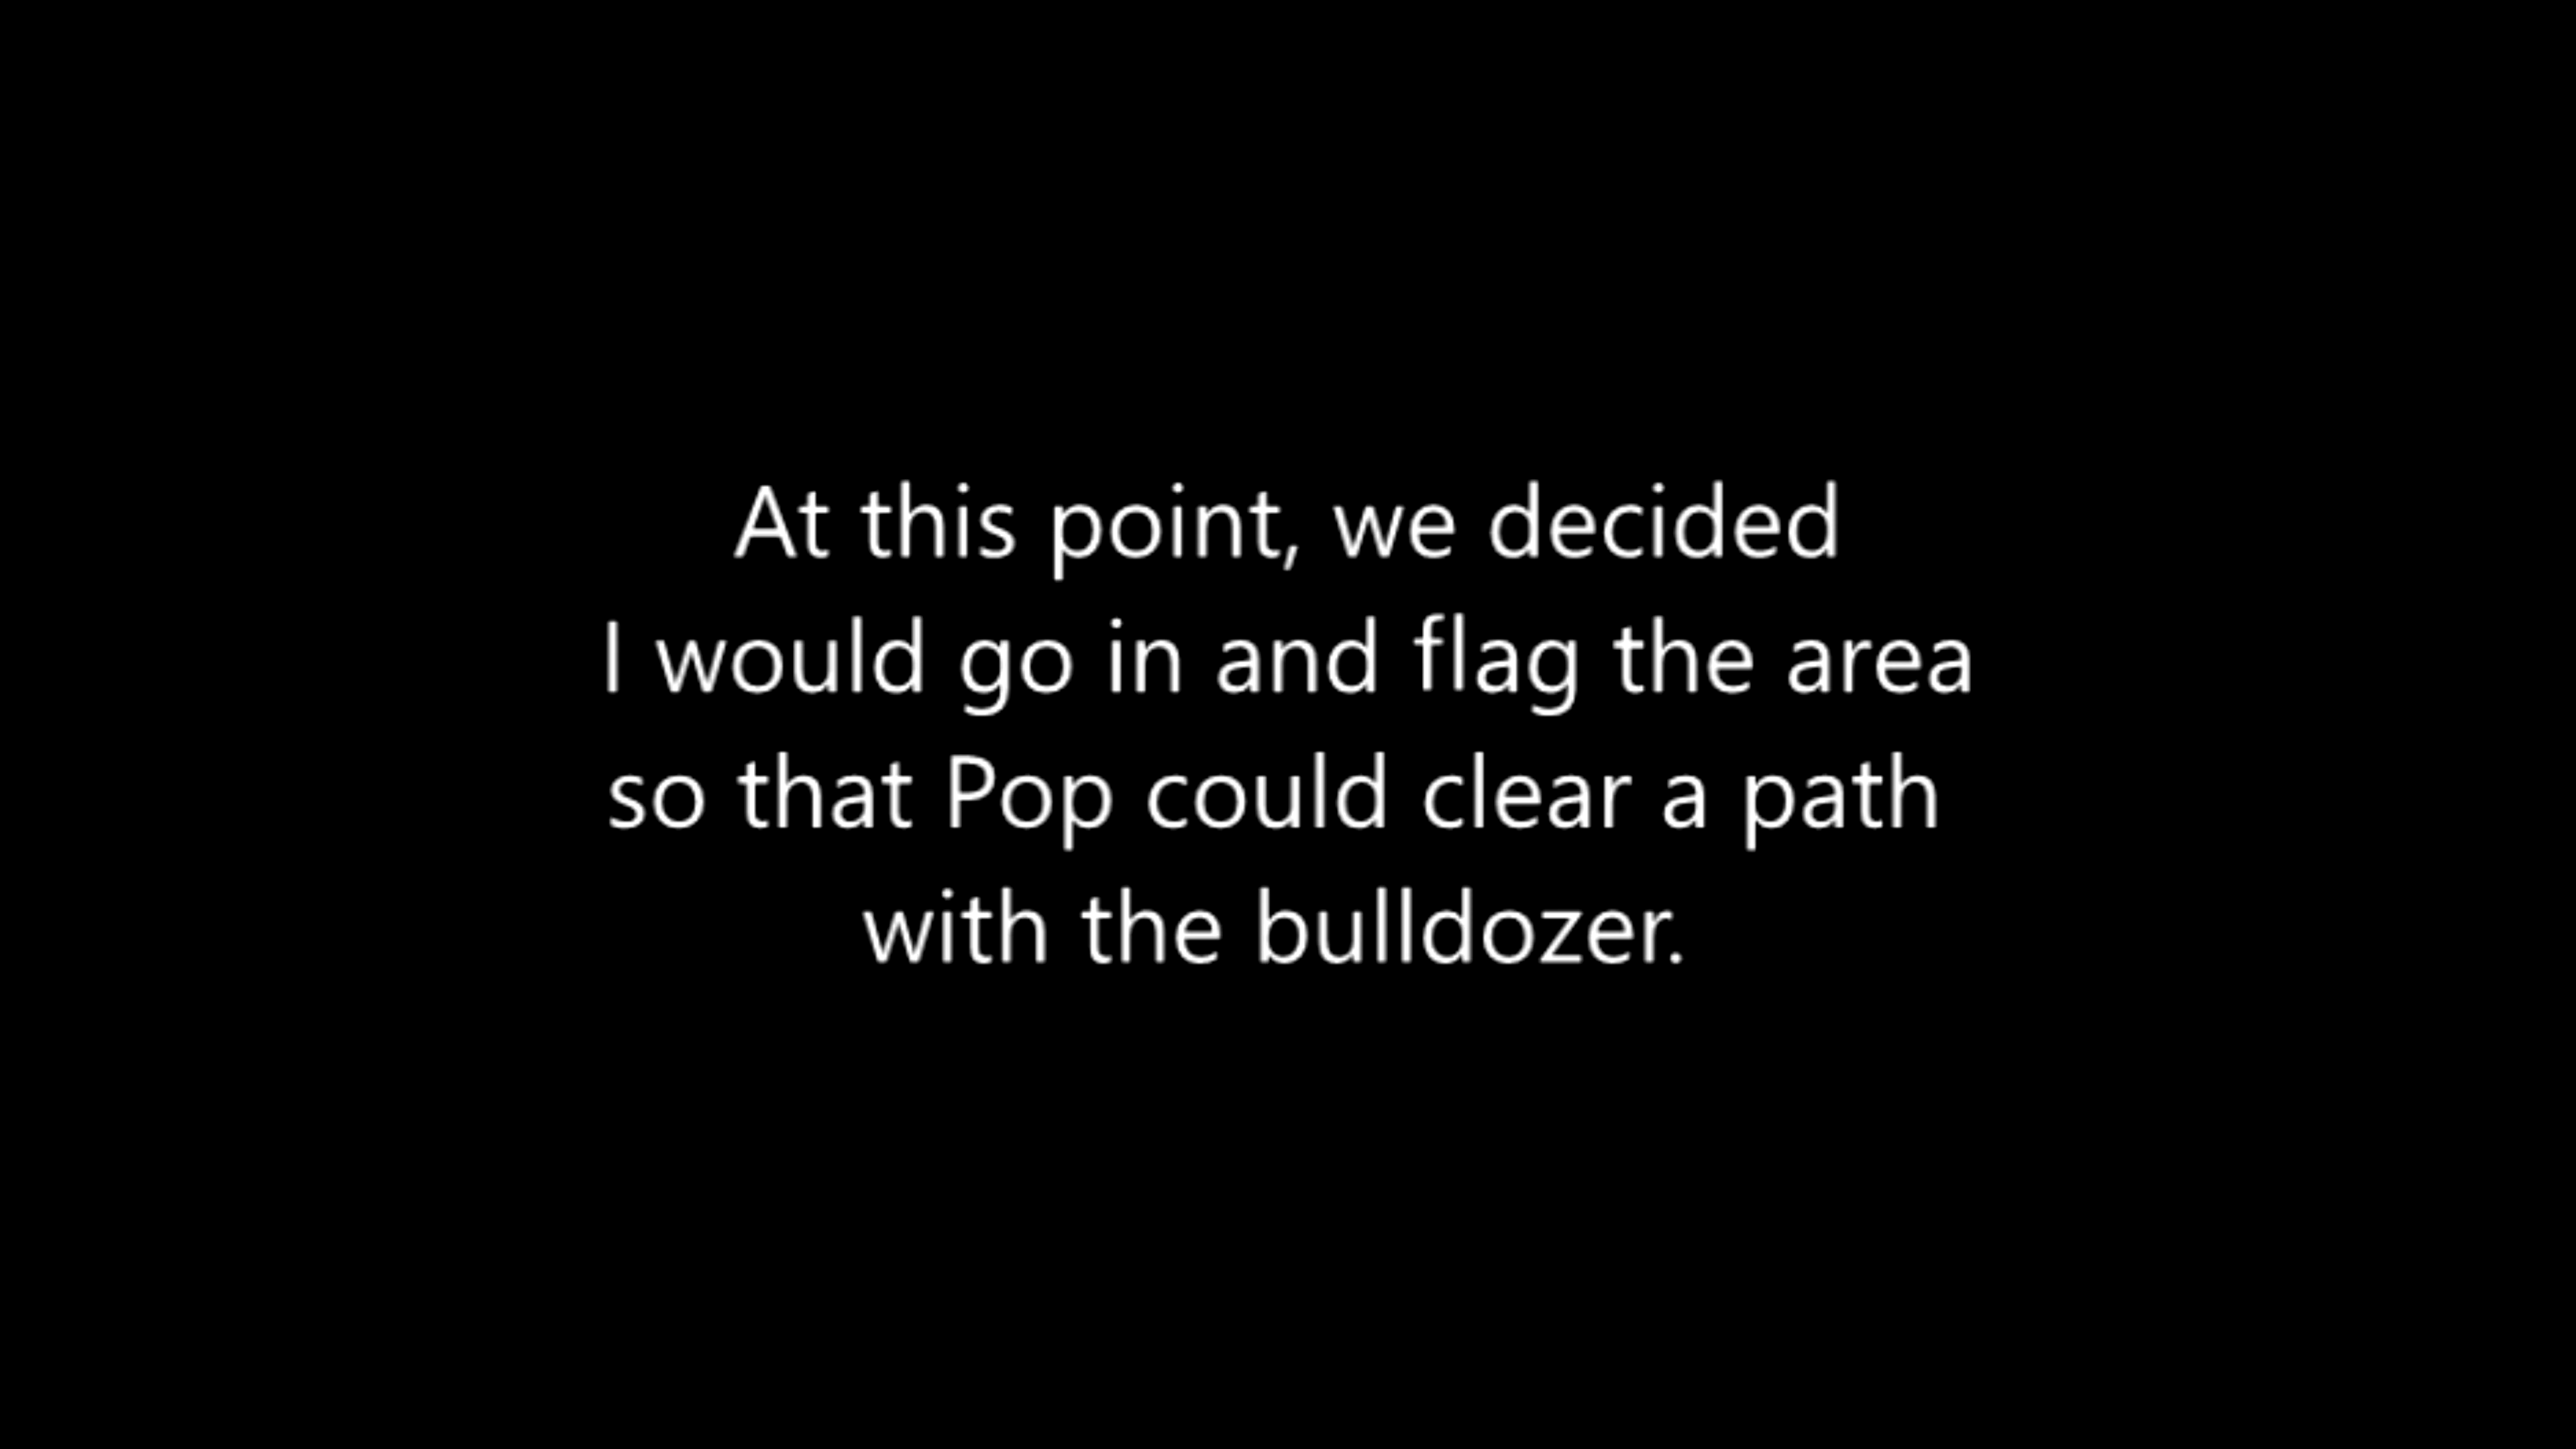 At this point, we decided
I would go in and flag the area
so that Pop could clear a path
with the bulldozer.